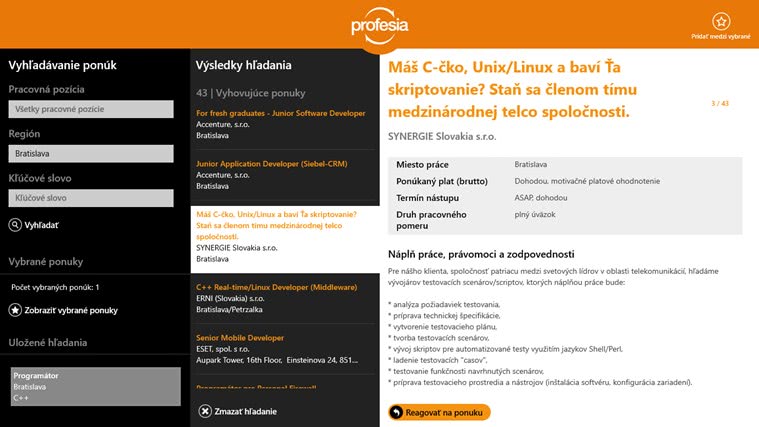 profesia
Pridať medzi vybrané
Vyhľadávanie ponúk
Pracovná pozícia
Všetky pracovné pozície
Región
Bratislava
Kľúčové slovo
Kľúčové slovo
Vyhľadať
Vybrané ponuky
Počet vybraných ponúk: 1
Zobraziť vybrané ponuky
Uložené hľadania
Programátor
Bratislava
C++
Výsledky hľadania
43 | Vyhovujúce ponuky
For fresh graduates - Junior Software Developer
Accenture, s.r.o.
Bratislava
Junior Application Developer (Siebel-CRM)
Accenture, s.r.o.
Bratislava
Máš C-čko, Unix/Linux a baví Ťa skriptovanie?
Staň sa členom tímu medzinárodnej telco
spoločnosti.
SYNERGIE Slovakia s.r.o.
Bratislava
C++ Real-time/Linux Developer (Middleware)
ERNI (Slovakia) s.r.o.
Bratislava/Petrzalka
Senior Mobile Developer
ESET, spol. s r.o.
Aupark Tower, 16th Floor, Einsteinova 24, 851...
Programátor pre Personal Firewall
Zmazať hľadanie
Máš C-čko, Unix/Linux a baví Ťa
skriptovanie? Staň sa členom tímu
medzinárodnej telco spoločnosti.
3 / 43
SYNERGIE Slovakia s.r.o.
Miesto práce Bratislava
Ponúkaný plat (brutto) Dohodou, motivačné platové ohodnotenie
Termín nástupu ASAP, dohodou
Druh pracovného plný úväzok
pomeru
Náplň práce, právomoci a zodpovednosti
Pre nášho klienta, spoločnosť patriacu medzi svetových lídrov v oblasti telekomunikácií, hľadáme
vývojárov testovacích scenárov/scriptov, ktorých náplňou práce bude:
* analýza požiadaviek testovania,
* príprava technickej špecifikácie,
* vytvorenie testovacieho plánu,
* tvorba testovacích scenárov,
* vývoj skriptov pre automatizované testy využitím jazykov Shell/Perl,
* ladenie testovacích "casov",
* testovanie funkčnosti navrhnutých scenárov,
* príprava testovacieho prostredia a nástrojov (inštalácia softvéru, konfigurácia zariadení).
Reagovať na ponuku